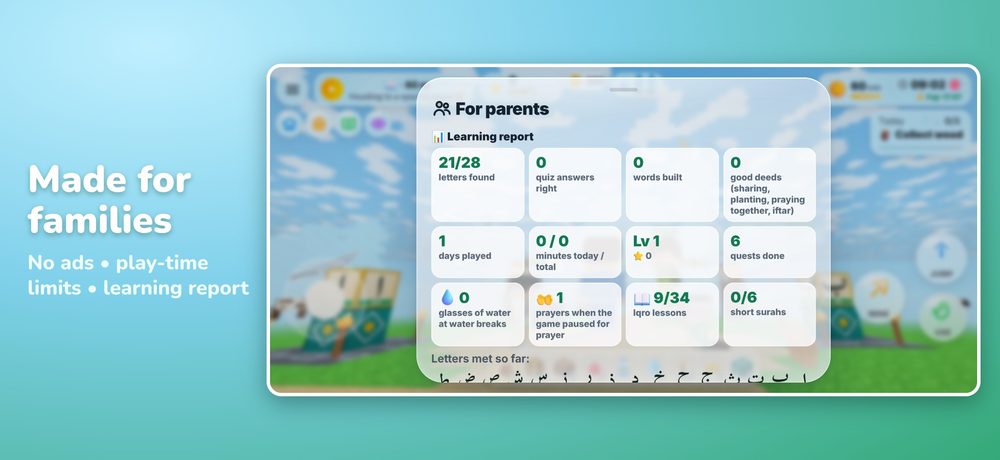 Made for
families
No ads • play-time
limits • learning report
For parents
📊 Learning report
21/28
letters found
0
quiz answers
right
0
words built
0
good deeds
(sharing,
planting, praying
together, iftar)
1
days played
0 / 0
minutes today /
total
Lv 1
⭐ 0
6
quests done
💧 0
glasses of water
at water breaks
🤲 1
prayers when the
game paused for
prayer
📖 9/34
Iqro lessons
0/6
short surahs
Letters met so far:
ا ب ت ث ج ح خ د ذ ر ز س ش ص ض ط
Today
Collect wood